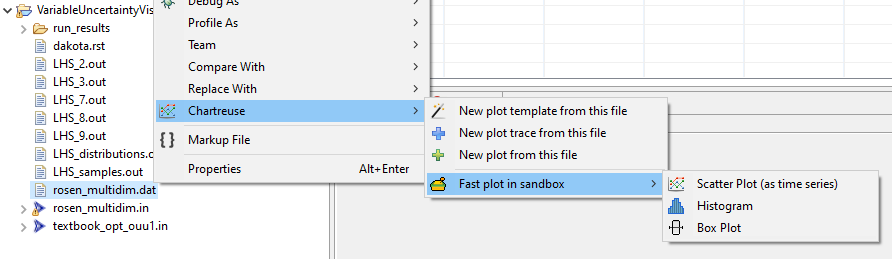 VariableUncertaintyVis
run_results
dakota.rst
LHS_2.out
LHS_3.out
LHS_7.out
LHS_8.out
LHS_9.out
LHS_distributions.c
LHS_samples.out
rosen_multidim.dat
rosen_multidim.in
textbook_opt_ouu1.in
Debug As
Profile As
Team
Compare With
Replace With
Chartreuse
Markup File
Properties Alt+Enter
New plot template from this file
New plot trace from this file
New plot from this file
Fast plot in sandbox
Scatter Plot (as time series)
Histogram
Box Plot